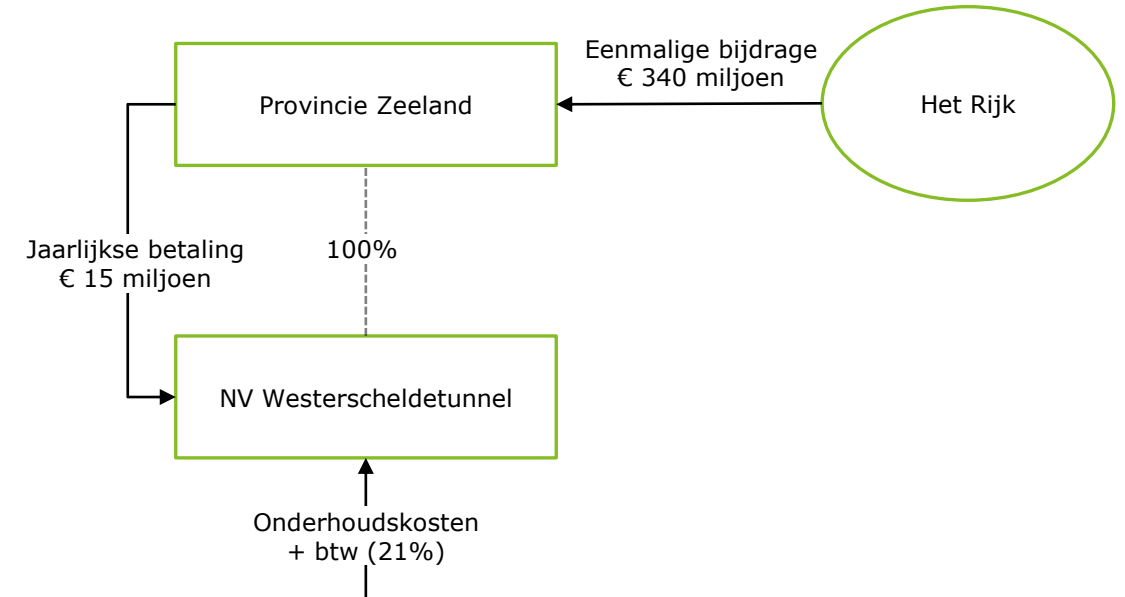 Eenmalige bijdrage
€ 340 miljoen
Provincie Zeeland
Het Rijk
Jaarlijkse betaling
€ 15 miljoen
100%
NV Westerscheldetunnel
Onderhoudskosten
+ btw (21%)